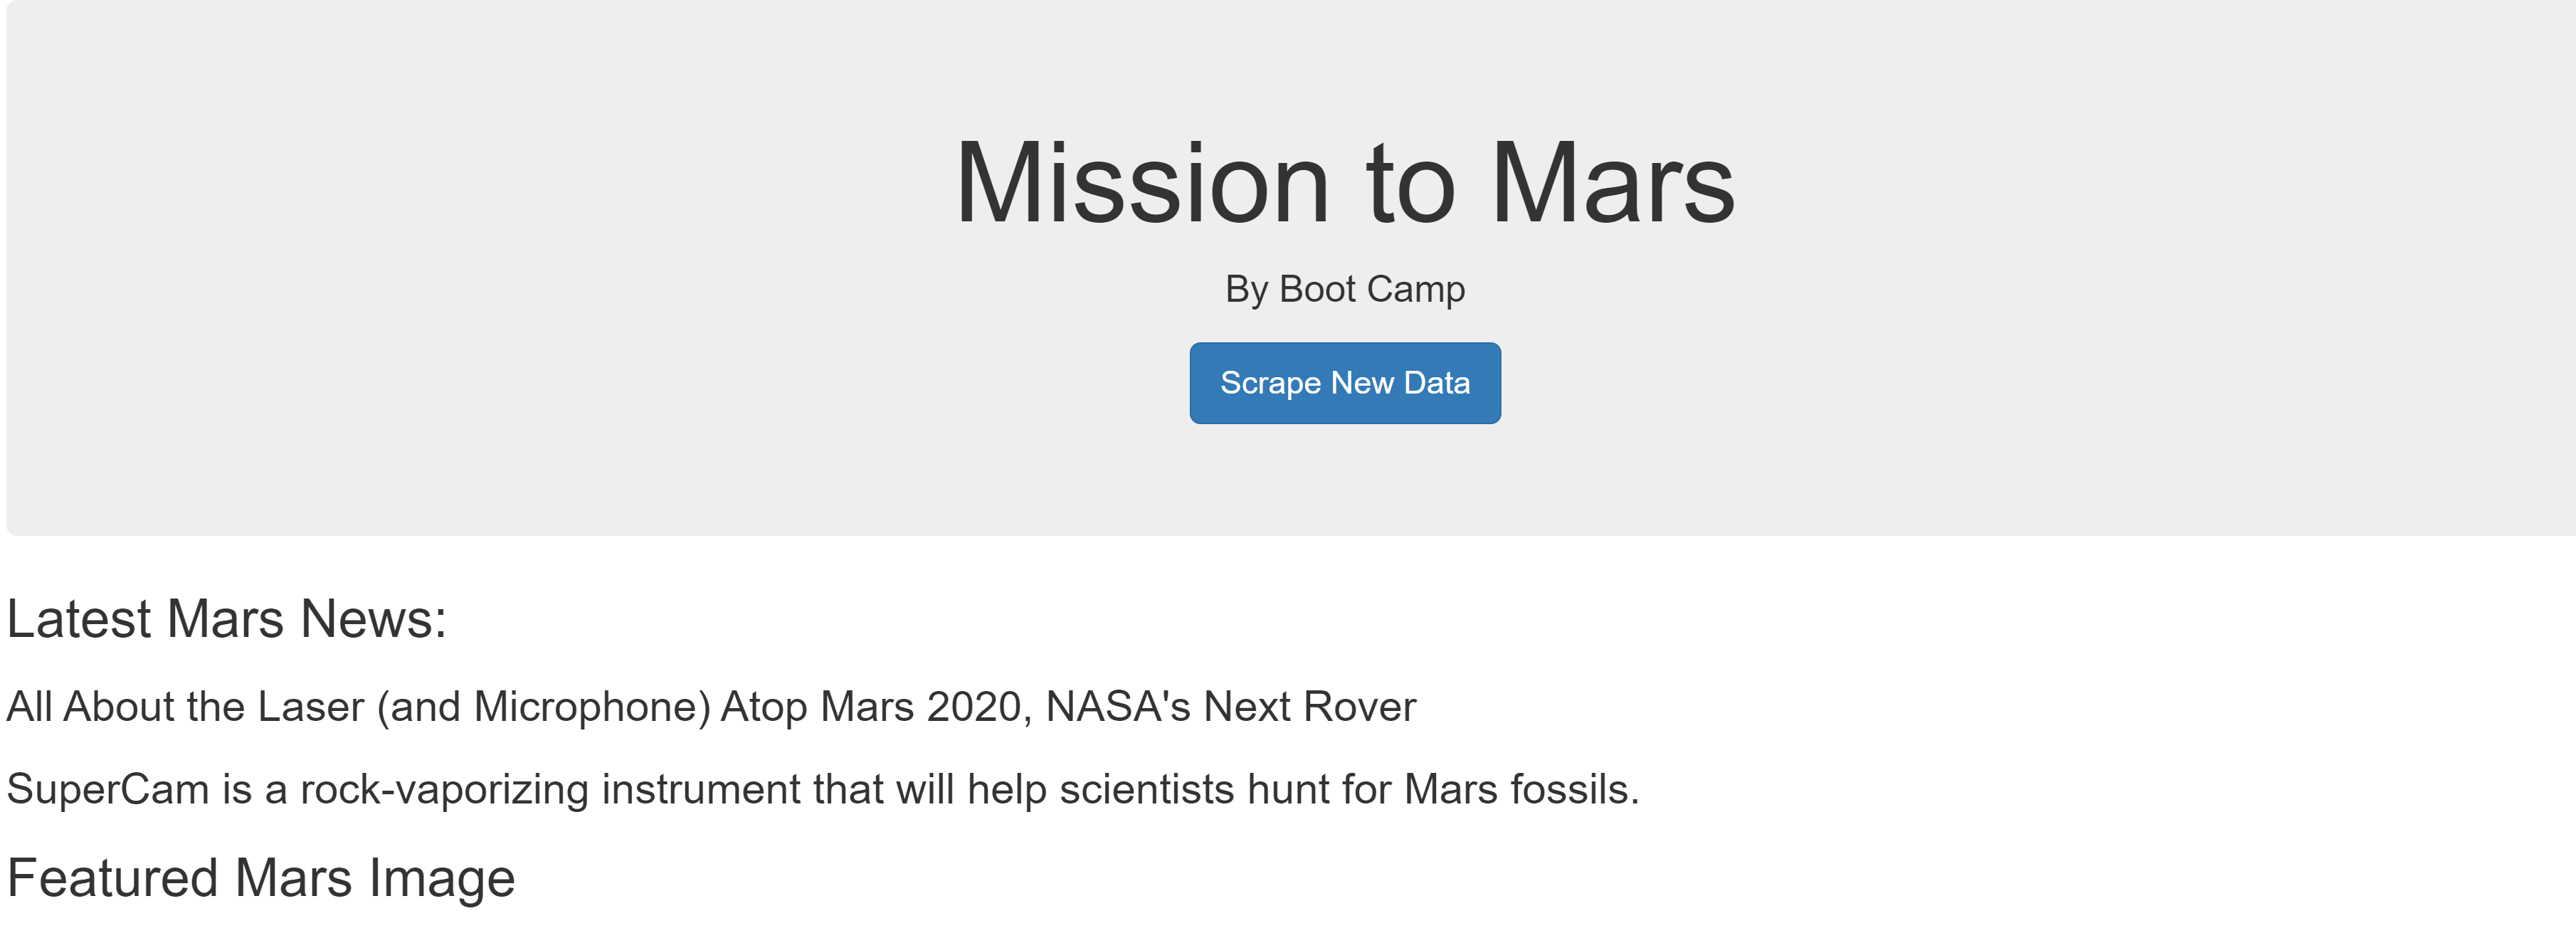 Mission to Mars
By Boot Camp
Scrape New Data
Latest Mars News:
All About the Laser (and Microphone) Atop Mars 2020, NASA's Next Rover
SuperCam is a rock-vaporizing instrument that will help scientists hunt for Mars fossils.
Featured Mars Image